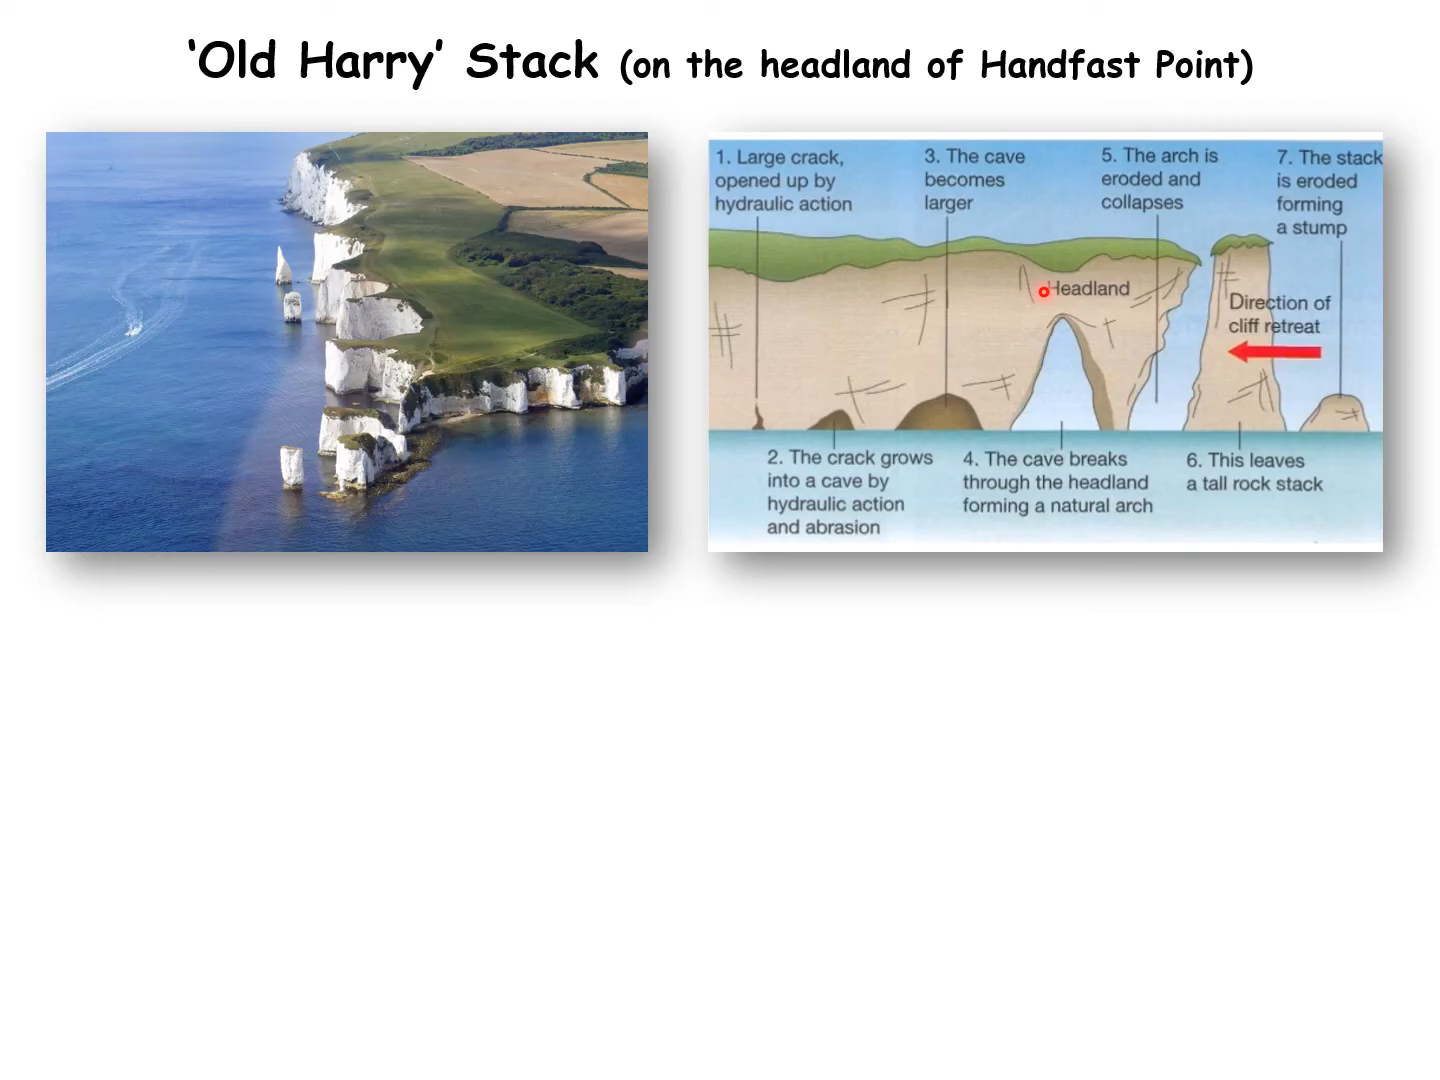 ‘Old Harry’ Stack (on the headland of Handfast Point)
1. Large crack,
opened up by
hydraulic action
3. The cave
becomes
larger
5. The arch is
eroded and
collapses
7. The stack
is eroded
forming
a stump
Headland
Direction of
cliff retreat
2. The crack grows
into a cave by
hydraulic action
and abrasion
4. The cave breaks
through the headland
forming a natural arch
6. This leaves
a tall rock stack